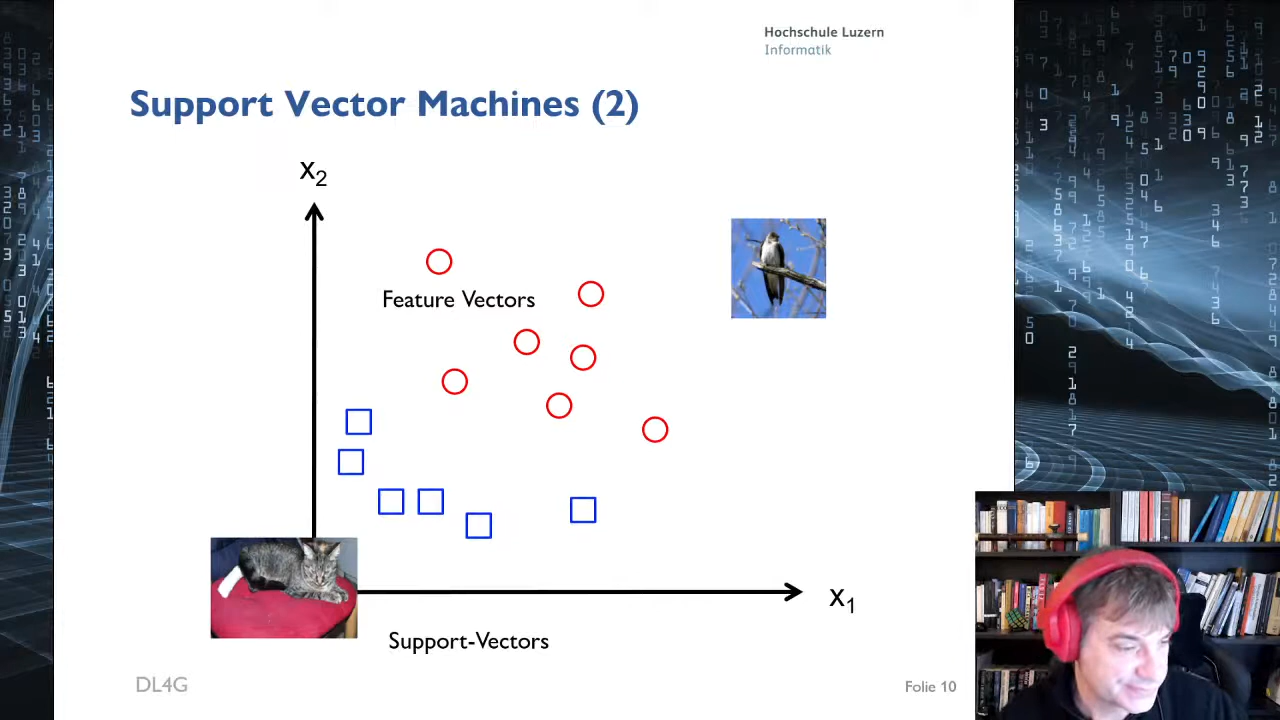 Hochschule Luzern
Informatik
Support Vector Machines (2)
x2
Feature Vectors
x1
Support-Vectors
DL4G
Folie 10